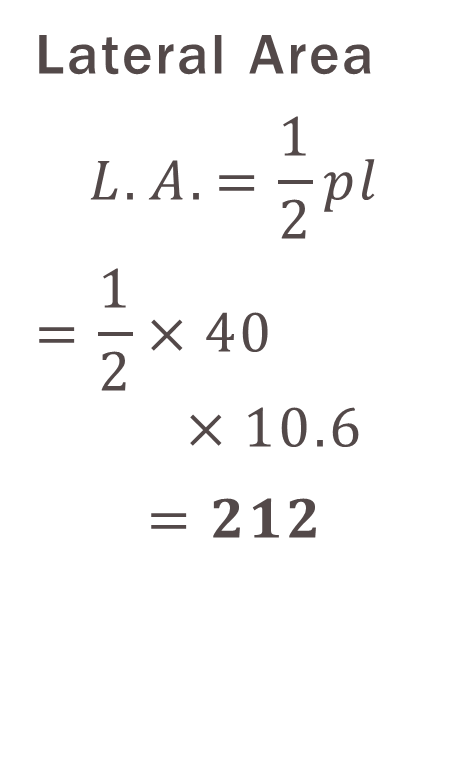 Lateral Area
L. A. = 1/2 pl
= 1/2 × 40
× 10.6
= 212